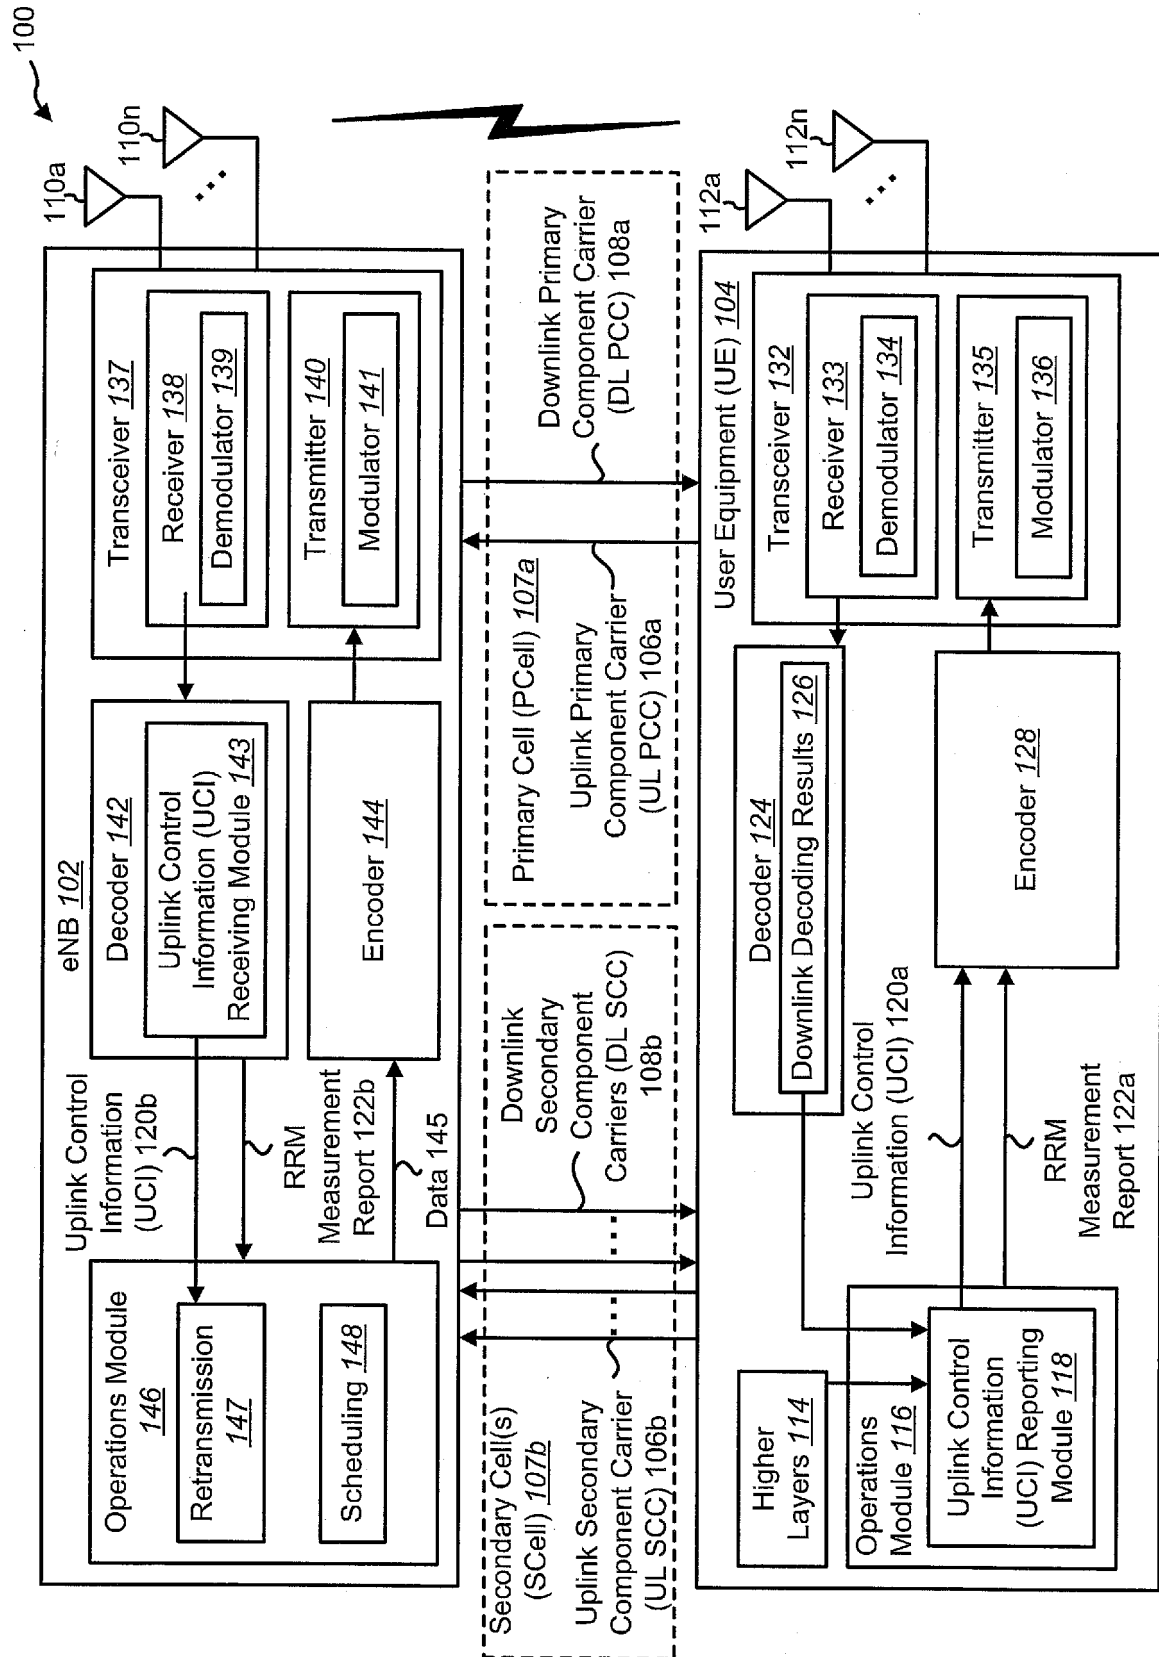 100
110a
110n
eNB 102
Transceiver 137
Receiver 138
Demodulator 139
Transmitter 140
Modulator 141
Decoder 142
Uplink Control
Information (UCI)
Receiving Module 143
Encoder 144
Uplink Control
Information
(UCI) 120b
RRM
Measurement
Report 122b
Data 145
Operations Module
146
Retransmission
147
Scheduling 148
Secondary Cell(s)
(SCell) 107b
Uplink Secondary
Component Carrier
(UL SCC) 106b
Downlink
Secondary
Component
Carriers (DL SCC)
108b
Primary Cell (PCell) 107a
Uplink Primary
Component Carrier
(UL PCC) 106a
Downlink Primary
Component Carrier
(DL PCC) 108a
112a
112n
User Equipment (UE) 104
Transceiver 132
Receiver 133
Demodulator 134
Transmitter 135
Modulator 136
Decoder 124
Downlink Decoding Results 126
Encoder 128
Uplink Control
Information (UCI) 120a
RRM
Measurement
Report 122a
Higher
Layers 114
Operations
Module 116
Uplink Control
Information
(UCI) Reporting
Module 118